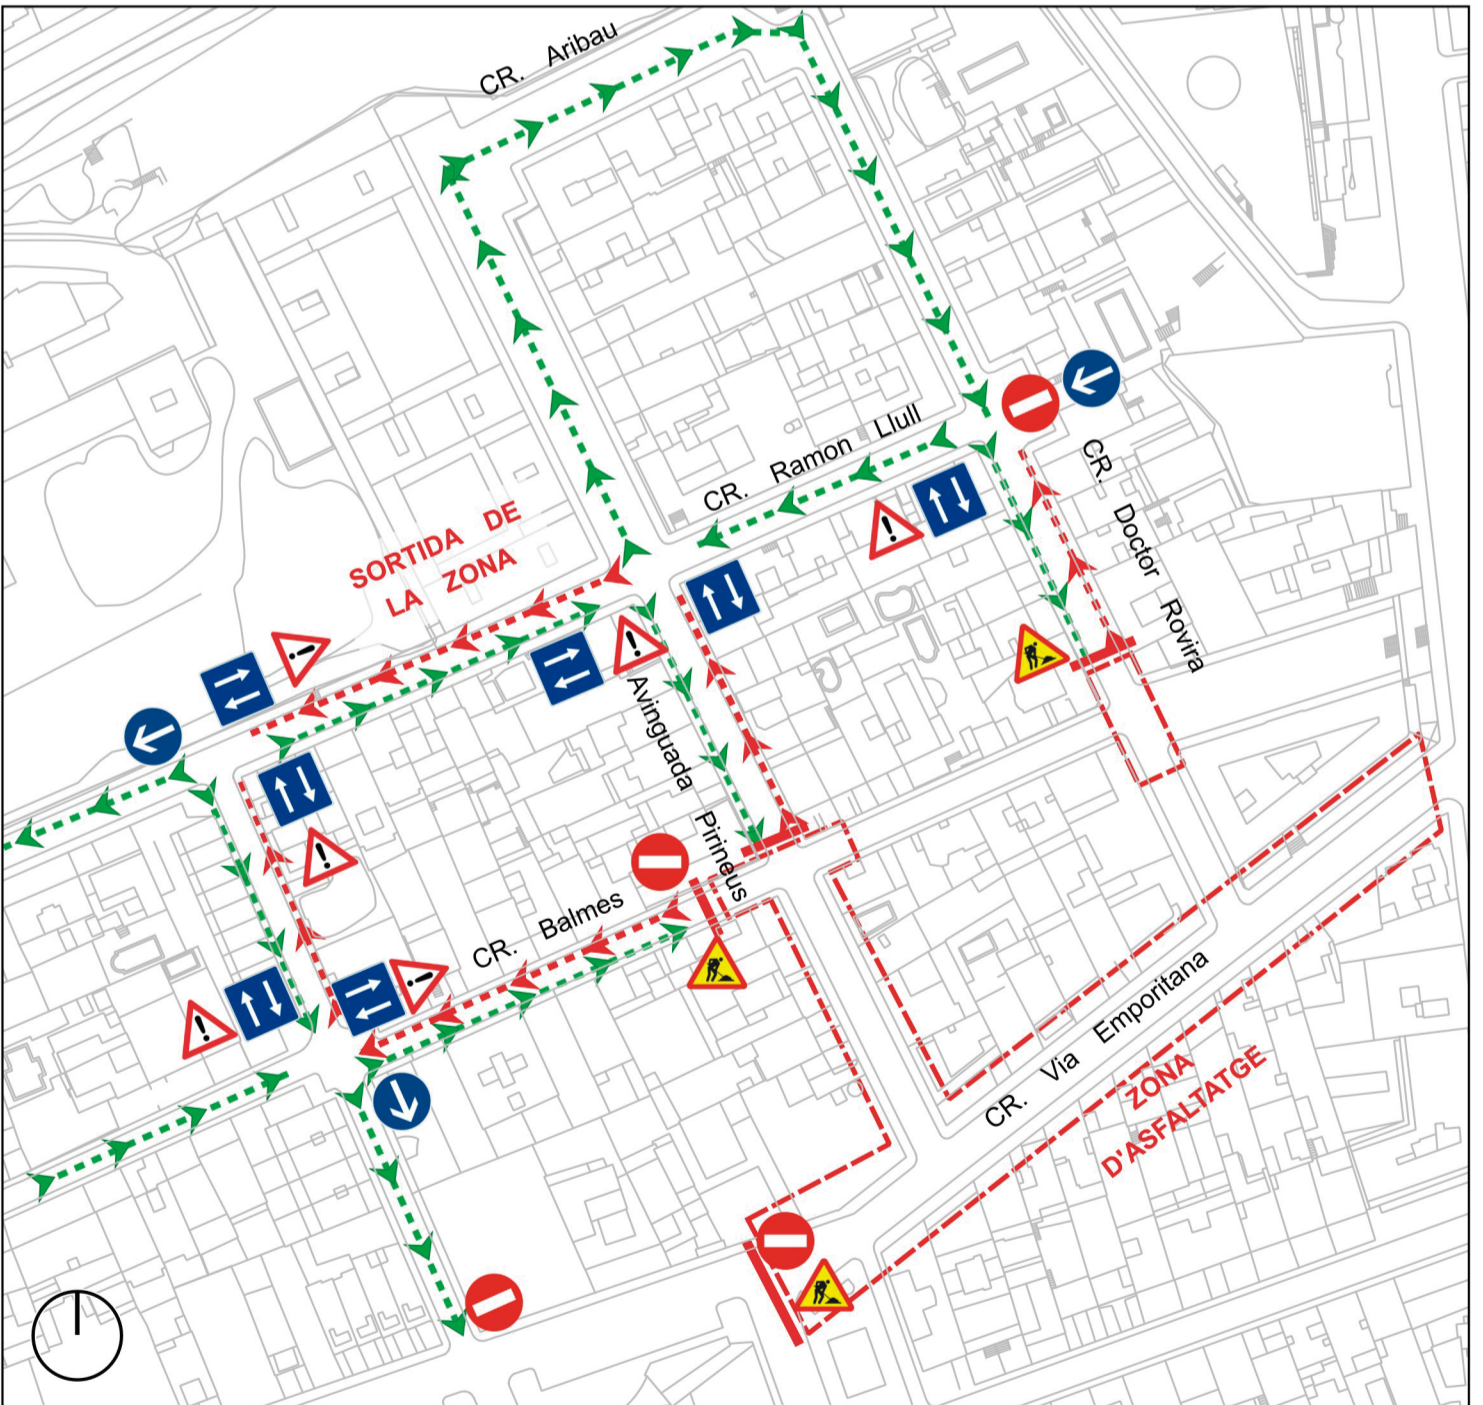 CR. Aribau
CR. Ramon Llull
CR. Doctor Rovira
SORTIDA DE
LA ZONA
Avinguada Pirineus
CR. Balmes
CR. Via Emporitana
ZONA
D'ASFALTATGE